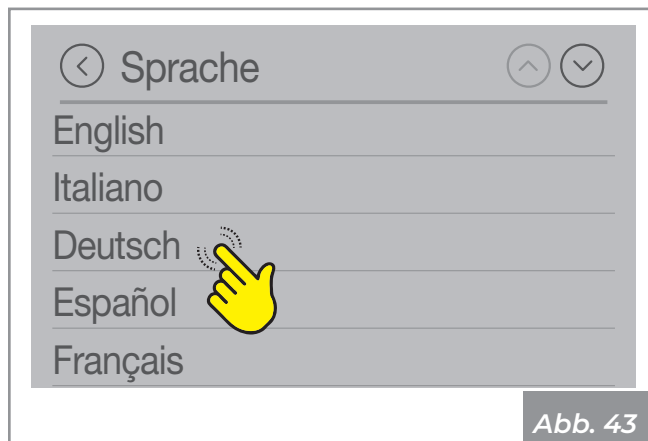 Sprache
English
Italiano
Deutsch
Español
Français
Abb. 43